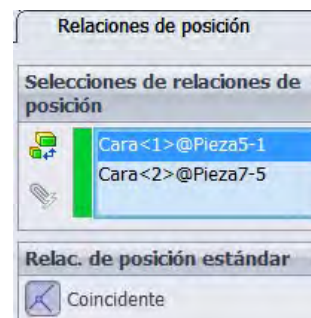 Relaciones de posición
Selecciones de relaciones de
posición
Cara<1>@Pieza5-1
Cara<2>@Pieza7-5
Relac. de posición estándar
Coincidente